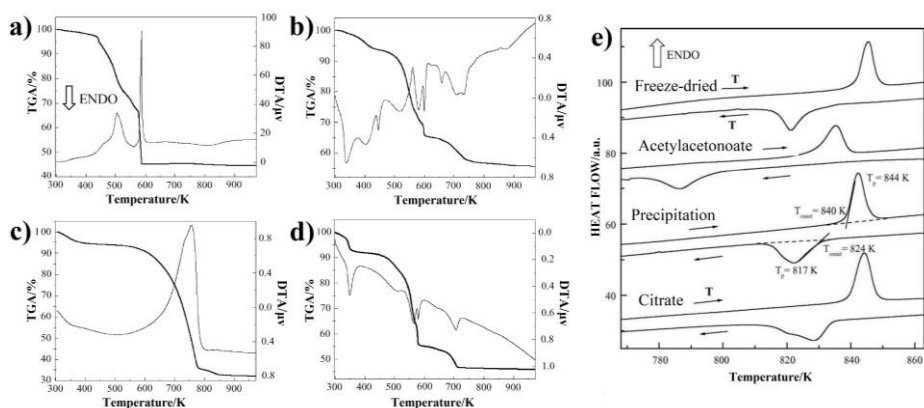 a)
TGA/%
100
90
80
70
60
50
40
300 400 500 600 700 800 900
Temperature/K
100
80
60
40
20
0
DTA/μv
ENDO
b)
TGA/%
100
90
80
70
60
300 400 500 600 700 800 900
Temperature/K
0.8
0.4
0.0
0.4
0.8
DTA/μv
c)
TGA/%
100
90
80
70
60
50
40
30
300 400 500 600 700 800 900
Temperature/K
0.8
0.4
0.0
0.4
0.8
DTA/μv
d)
TGA/%
100
90
80
70
60
50
40
300 400 500 600 700 800 900
Temperature/K
0.0
0.2
0.4
0.6
0.8
1.0
DTA/μv
e)
ENDO
HEAT FLOW/a.u.
100
80
60
40
Freeze-dried
T
T
Acetylacetonoate
Tp= 844 K
Precipitation
Tonset= 840 K
Tonset= 824 K
Tp= 817 K
Citrate
T
780 800 820 840 860
Temperature/K